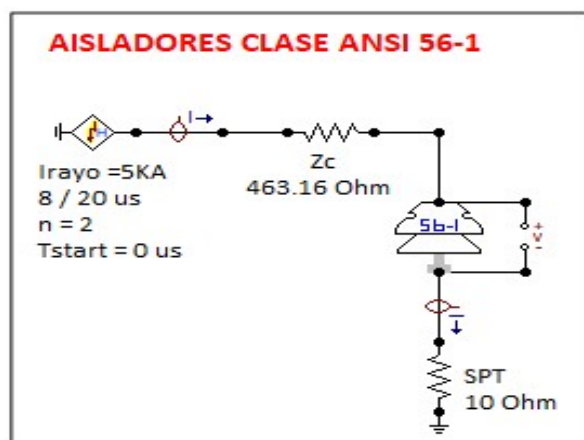 AISLADORES CLASE ANSI 56-1
H
I
Irayo =5KA
8 / 20 us
n = 2
Tstart = 0 us
Zc
463.16 Ohm
56-1
+
v
-
I
SPT
10 Ohm